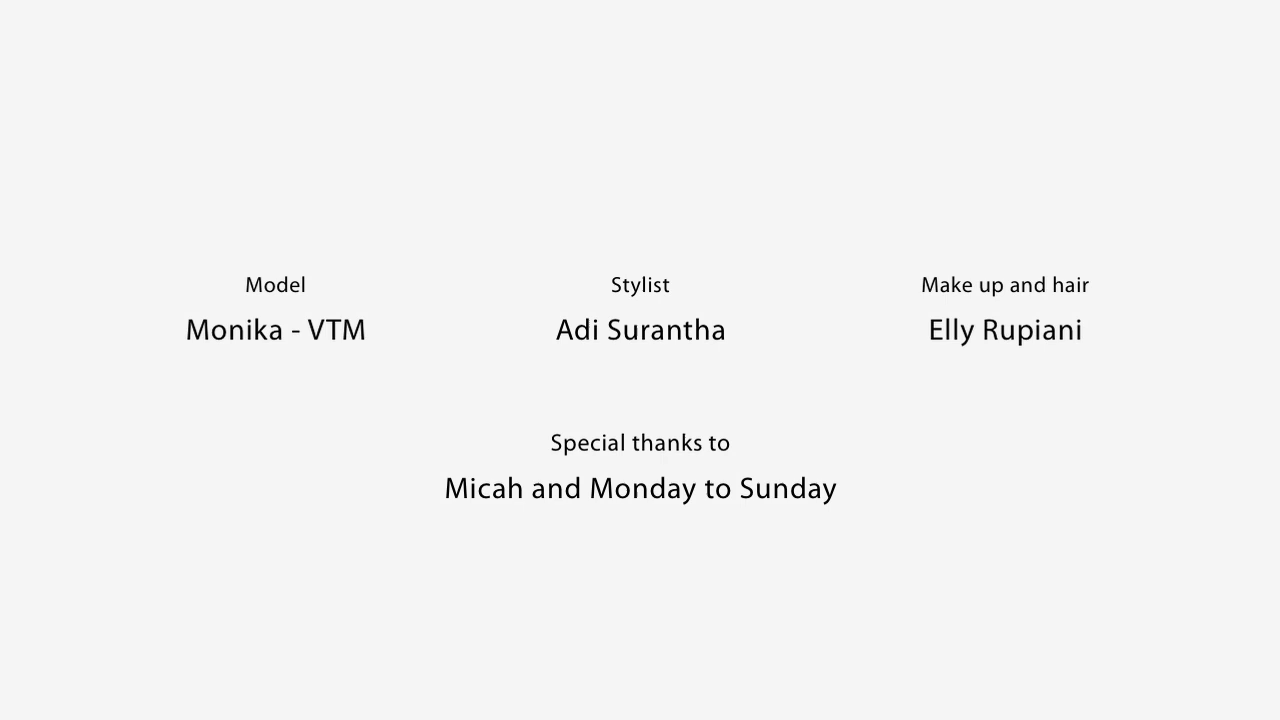 Model
Monika - VTM
Stylist
Adi Surantha
Make up and hair
Elly Rupiani
Special thanks to
Micah and Monday to Sunday